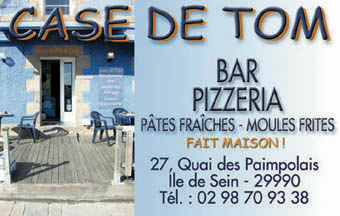 CASE DE TOM
BAR
PIZZERIA
PÂTES FRAÎCHES - MOULES FRITES
FAIT MAISON !
27, Quai des Paimpolais
Île de Sein - 29990
Tél. : 02 98 70 93 38